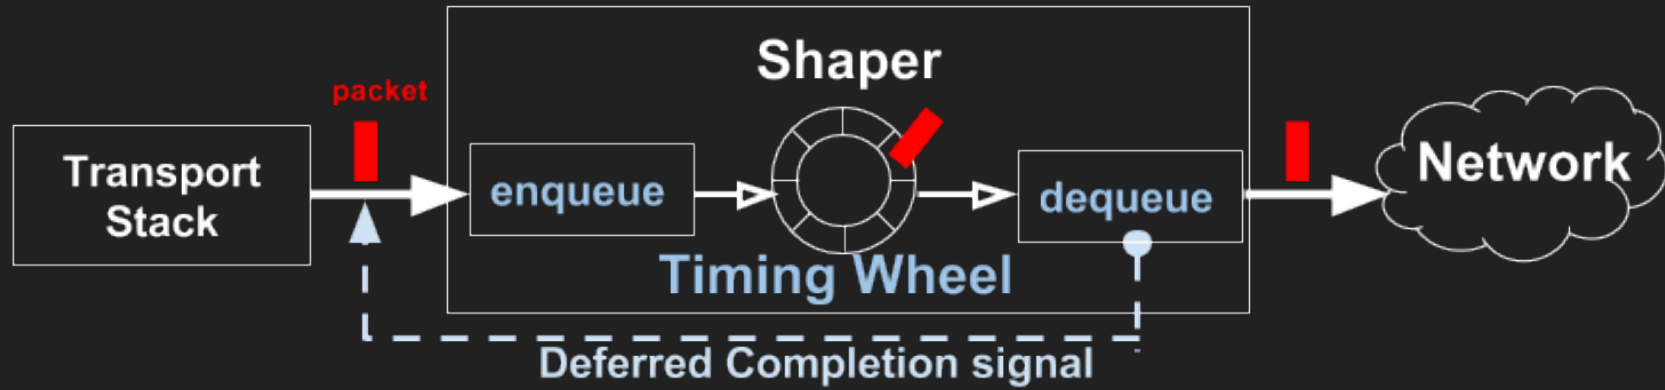 Shaper
packet
Transport
Stack
enqueue
dequeue
Network
Timing Wheel
Deferred Completion signal